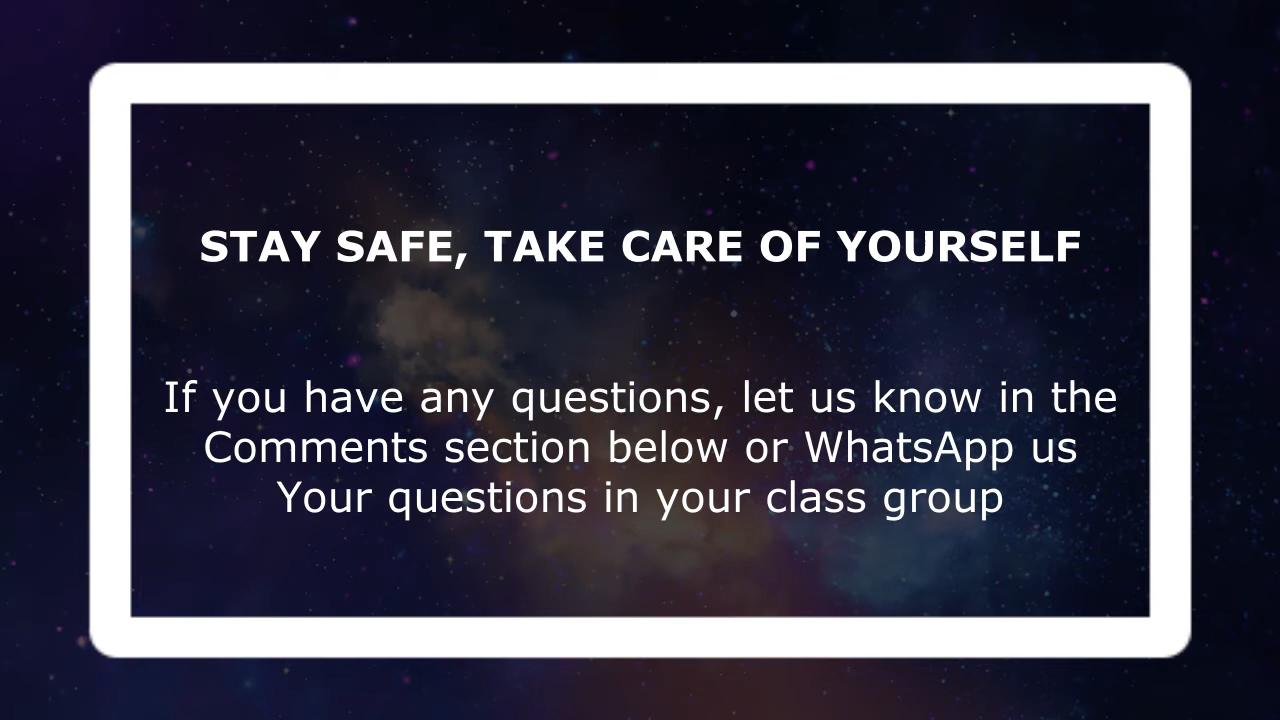 STAY SAFE, TAKE CARE OF YOURSELF
If you have any questions, let us know in the
Comments section below or WhatsApp us
Your questions in your class group